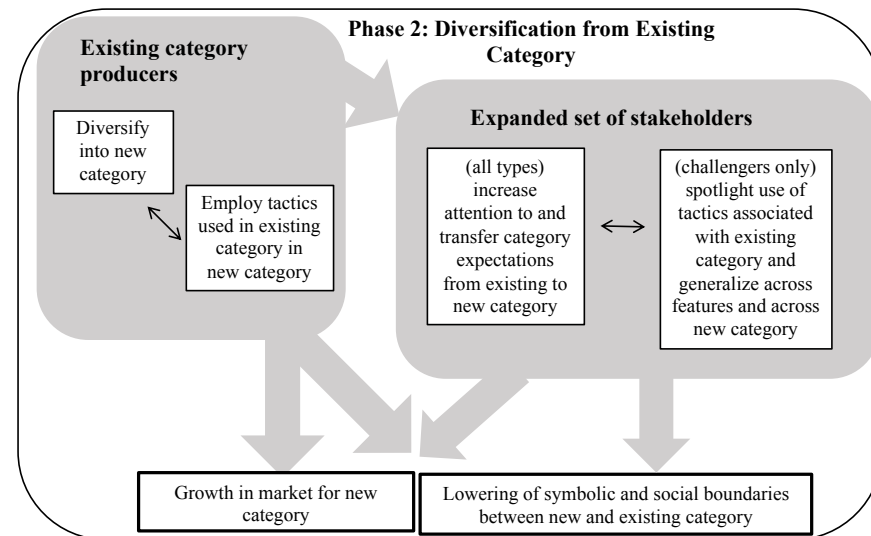 Phase 2: Diversification from Existing
Category
Existing category
producers
Diversify
into new
category
Employ tactics
used in existing
category in
new category
Expanded set of stakeholders
(all types)
increase
attention to and
transfer category
expectations
from existing to
new category
(challengers only)
spotlight use of
tactics associated
with existing
category and
generalize across
features and across
new category
Growth in market for new
category
Lowering of symbolic and social boundaries
between new and existing category